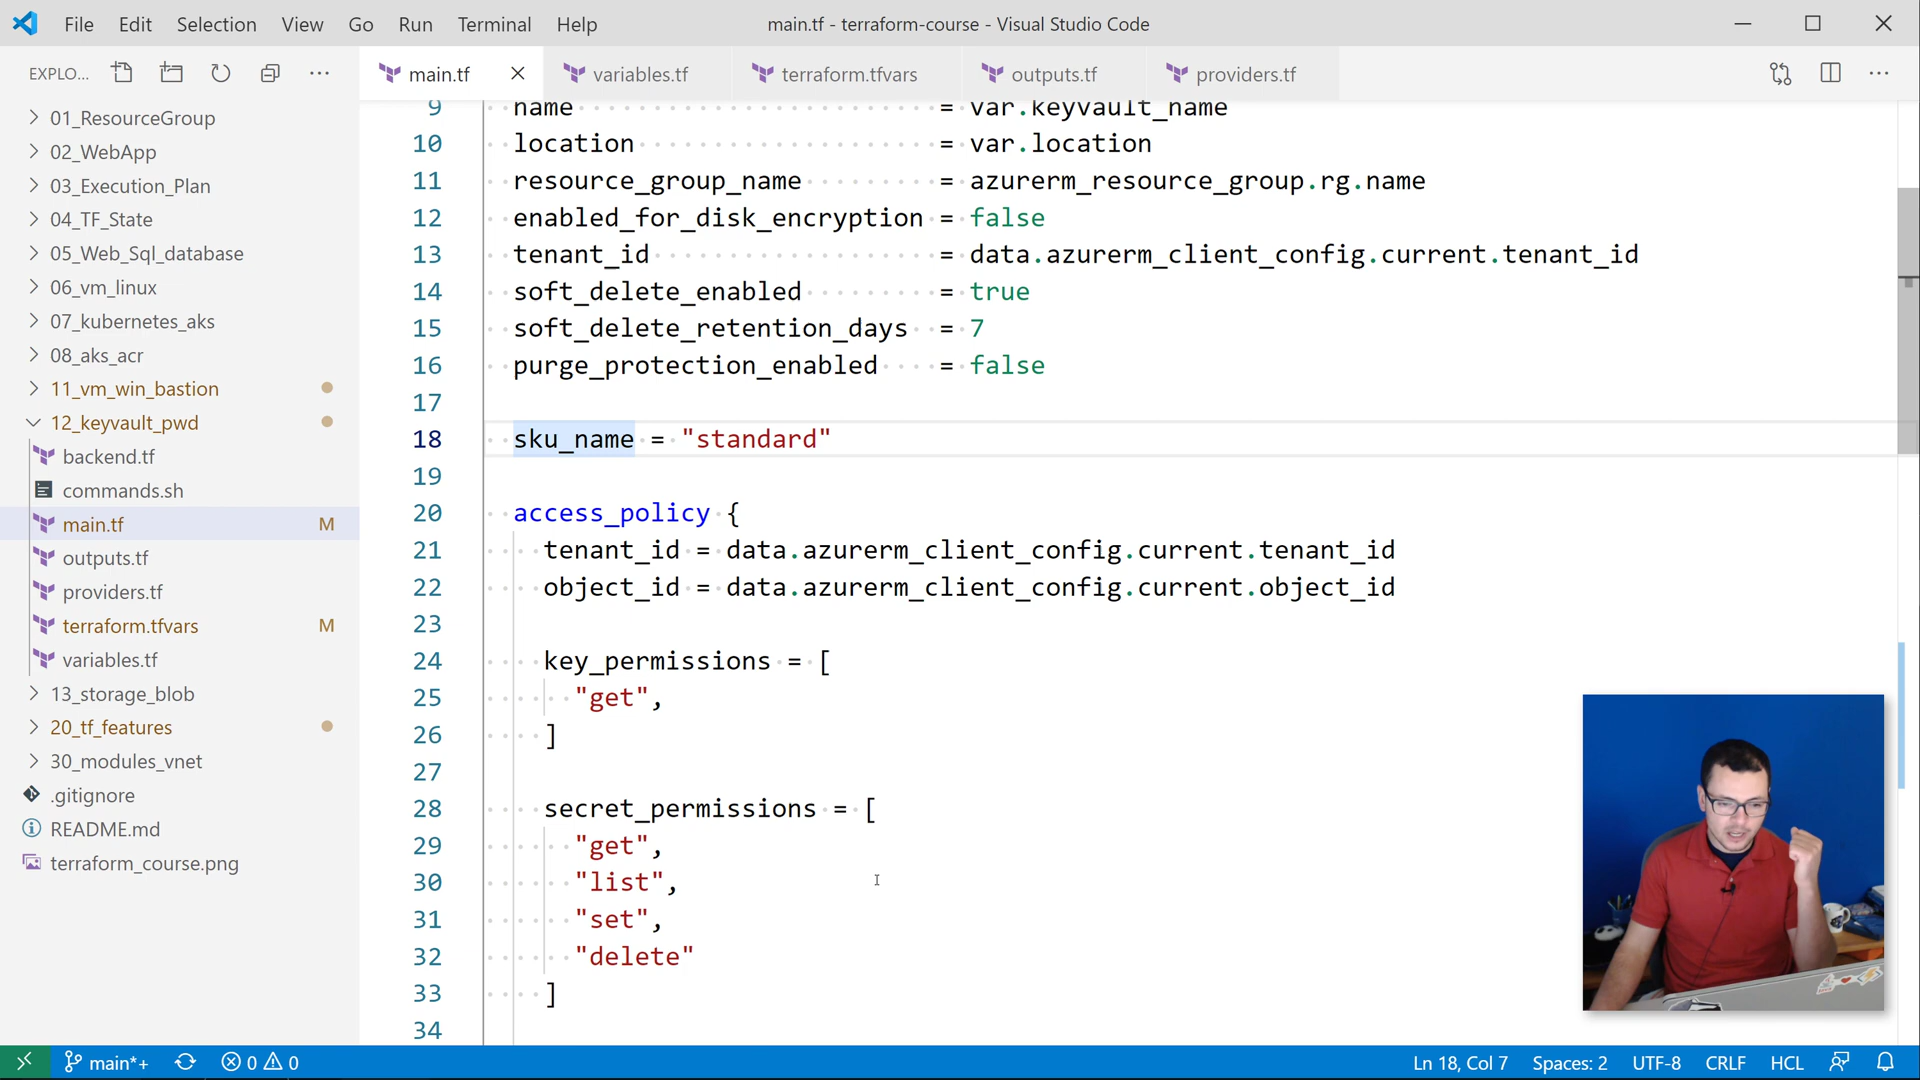 File Edit Selection View Go Run Terminal Help
main.tf - terraform-course - Visual Studio Code
EXPLO...
main.tf
variables.tf
terraform.tfvars
outputs.tf
providers.tf
01_ResourceGroup
02_WebApp
03_Execution_Plan
04_TF_State
05_Web_Sql_database
06_vm_linux
07_kubernetes_aks
08_aks_acr
11_vm_win_bastion
12_keyvault_pwd
backend.tf
commands.sh
main.tf M
outputs.tf
providers.tf
terraform.tfvars M
variables.tf
13_storage_blob
20_tf_features
30_modules_vnet
.gitignore
README.md
terraform_course.png
9 name = var.keyvault_name
10 location = var.location
11 resource_group_name = azurerm_resource_group.rg.name
12 enabled_for_disk_encryption = false
13 tenant_id = data.azurerm_client_config.current.tenant_id
14 soft_delete_enabled = true
15 soft_delete_retention_days = 7
16 purge_protection_enabled = false
17
18 sku_name = "standard"
19
20 access_policy {
21 tenant_id = data.azurerm_client_config.current.tenant_id
22 object_id = data.azurerm_client_config.current.object_id
23
24 key_permissions = [
25 "get",
26 ]
27
28 secret_permissions = [
29 "get",
30 "list",
31 "set",
32 "delete"
33 ]
34
main*+ 0 0
Ln 18, Col 7 Spaces: 2 UTF-8 CRLF HCL